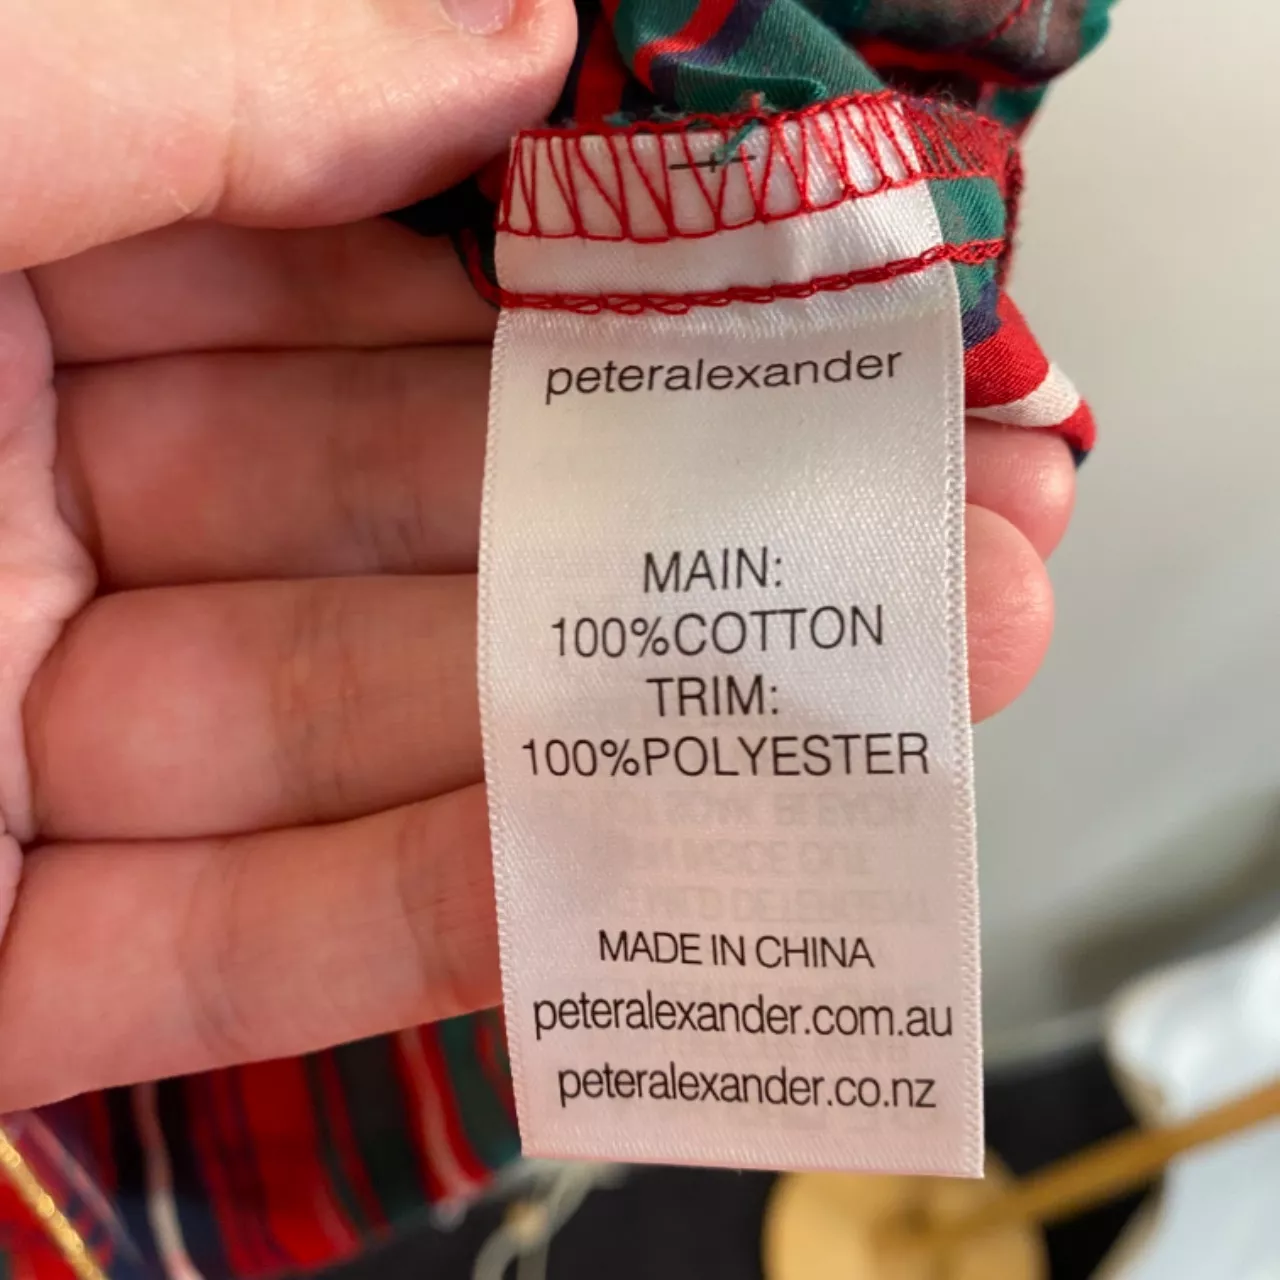 peteralexander
MAIN:
100%COTTON
TRIM:
100%POLYESTER
MADE IN CHINA
peteralexander.com.au
peteralexander.co.nz